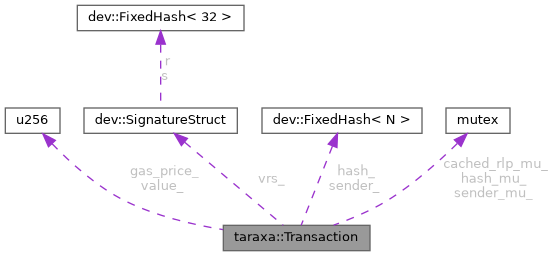 dev::FixedHash< 32 >
r
s
u256
dev::SignatureStruct
dev::FixedHash< N >
mutex
gas_price_
value_
vrs_
hash_
sender_
cached_rlp_mu_
hash_mu_
sender_mu_
taraxa::Transaction